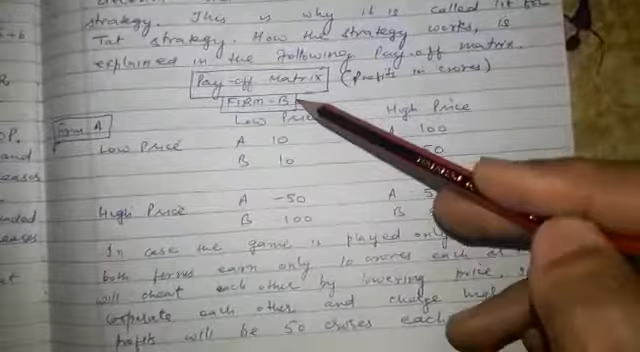 strategy. This is why it is called Tit for
Tat strategy. How the strategy works, is
explained in the following Pay-off matrix.
Pay-off Matrix (Profits in crores)
FIRM-B
Firm A Low Price High Price
Low Price A 10 A 100
B 10 50
High Price A -50 A 5
B 100 B
In case the game is played only
both firms earn only 10 crores each as
will cheat each other by lowering price.
cooperate each other and charge high
profits will be 50 crores each